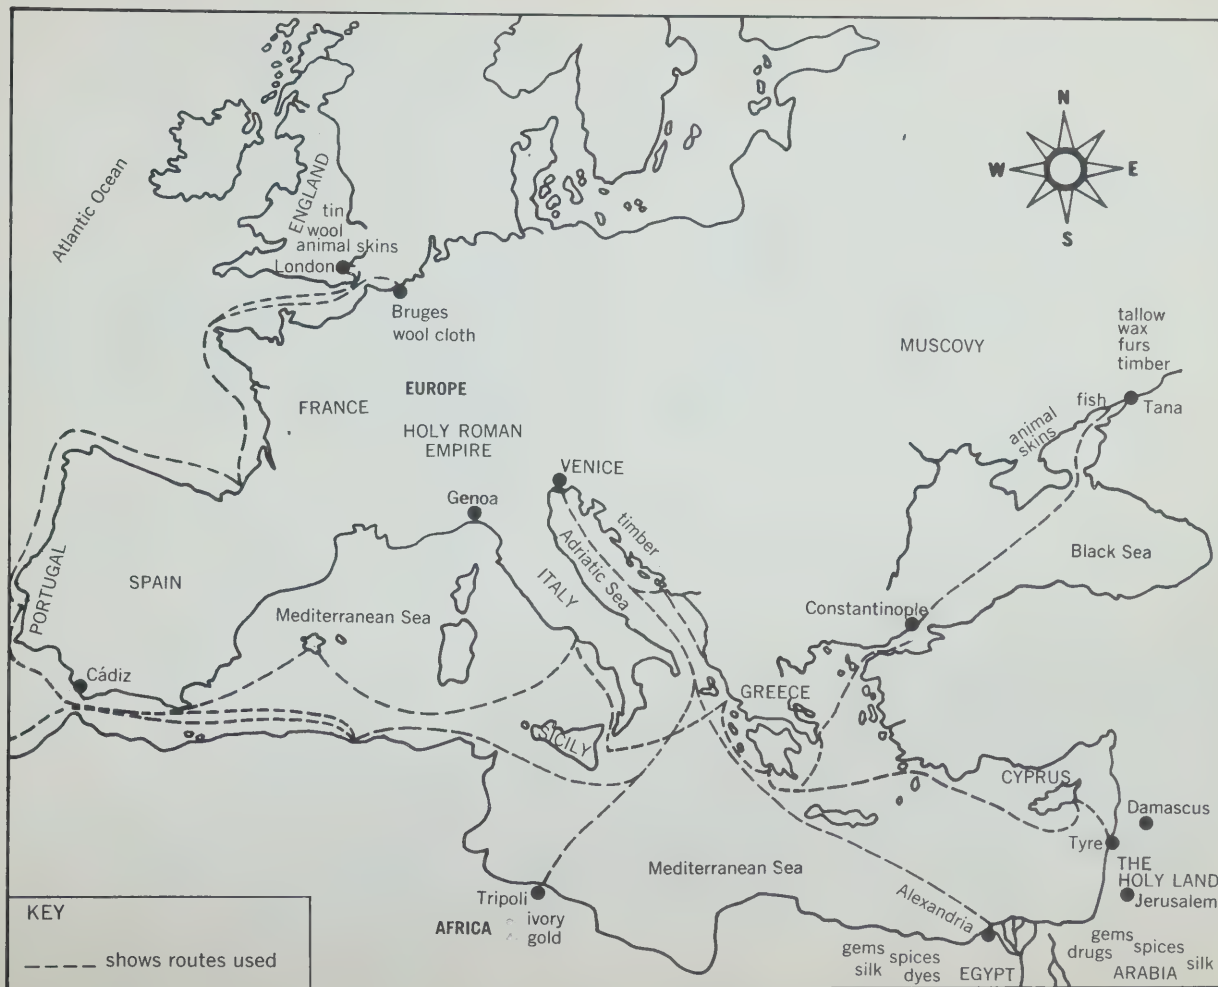 N
W
E
S
Atlantic Ocean
ENGLAND
tin
wool
animal skins
London
Bruges
wool cloth
MUSCOVY
tallow
wax
furs
timber
fish
Tana
animal
skins
EUROPE
FRANCE
HOLY ROMAN
EMPIRE
VENICE
Genoa
timber
Adriatic Sea
ITALY
Black Sea
PORTUGAL
SPAIN
Mediterranean Sea
Constantinople
Cádiz
GREECE
SICILY
CYPRUS
Damascus
Tyre
THE
HOLY LAND
Jerusalem
Mediterranean Sea
Alexandria
Tripoli
AFRICA
ivory
gold
gems spices
silk dyes
EGYPT
gems
drugs spices
silk
ARABIA
KEY
shows routes used